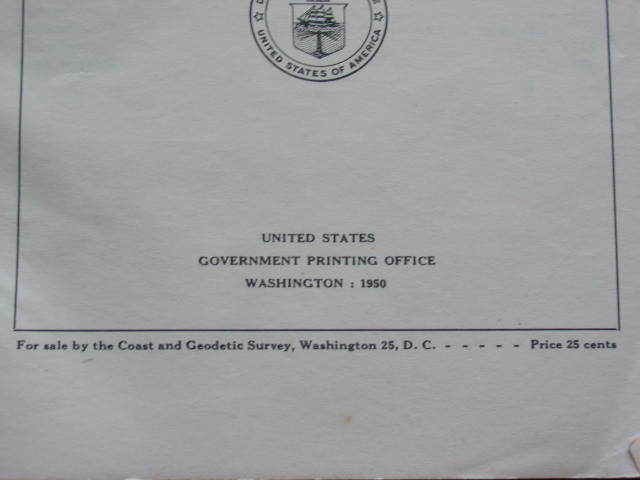 UNITED STATES OF AMERICA
UNITED STATES
GOVERNMENT PRINTING OFFICE
WASHINGTON : 1950
For sale by the Coast and Geodetic Survey, Washington 25, D. C. - - - - - Price 25 cents